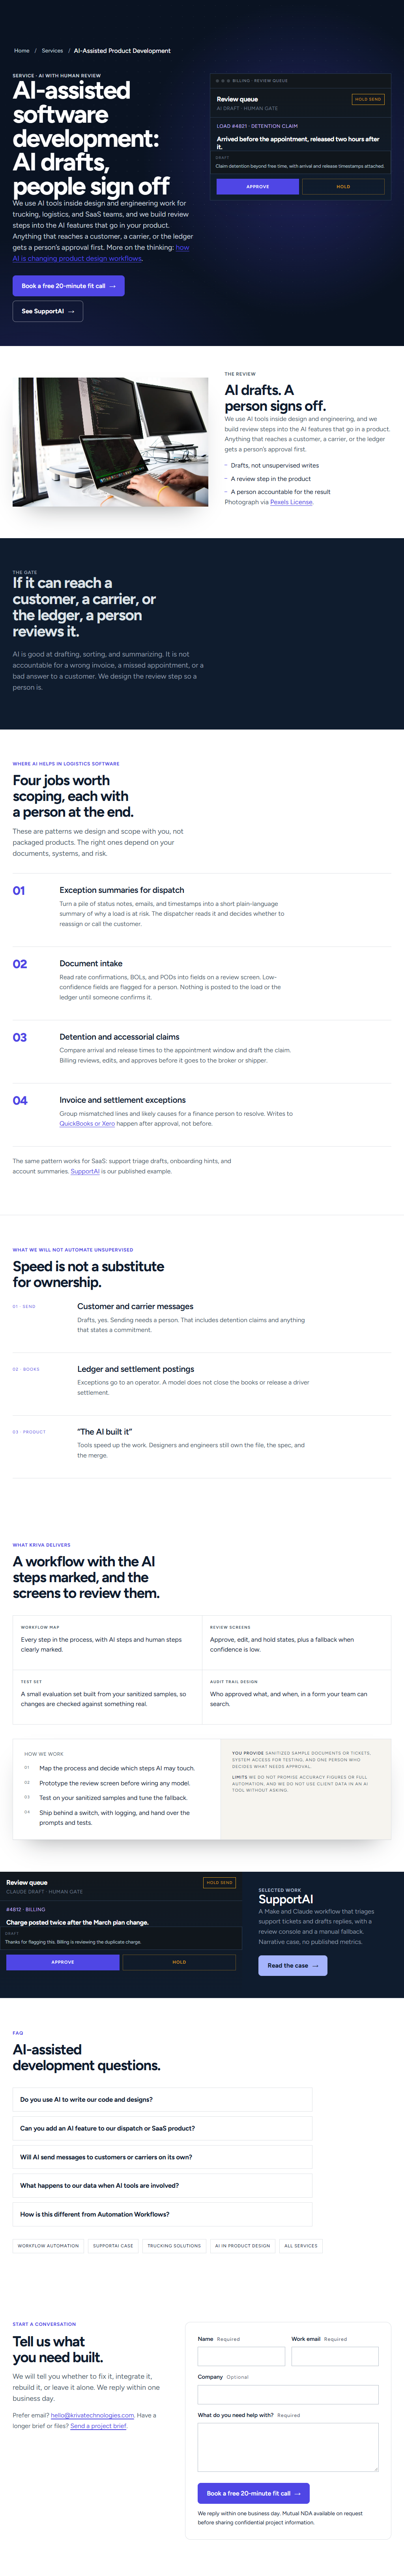 Home / Services / AI-Assisted Product Development
SERVICE · AI WITH HUMAN REVIEW
AI-assisted
software
development:
AI drafts,
people sign off
We use AI tools inside design and engineering work for
trucking, logistics, and SaaS teams, and we build review
steps into the AI features that go in your product.
Anything that reaches a customer, a carrier, or the ledger
gets a person's approval first. More on the thinking: how
AI is changing product design workflows.
Book a free 20-minute fit call →
See SupportAI →
BILLING · REVIEW QUEUE
Review queue
AI DRAFT · HUMAN GATE
HOLD SEND
LOAD #4821 · DETENTION CLAIM
Arrived before the appointment, released two hours after
it.
DRAFT
Claim detention beyond free time, with arrival and release timestamps attached.
APPROVE
HOLD
THE REVIEW
AI drafts. A
person signs off.
We use AI tools inside design and engineering, and we
build review steps into the AI features that go in a product.
Anything that reaches a customer, a carrier, or the ledger
gets a person's approval first.
– Drafts, not unsupervised writes
– A review step in the product
– A person accountable for the result
Photograph via Pexels License.
THE GATE
If it can reach a
customer, a carrier, or
the ledger, a person
reviews it.
AI is good at drafting, sorting, and summarizing. It is not
accountable for a wrong invoice, a missed appointment, or a
bad answer to a customer. We design the review step so a
person is.
WHERE AI HELPS IN LOGISTICS SOFTWARE
Four jobs worth
scoping, each with
a person at the end.
These are patterns we design and scope with you, not
packaged products. The right ones depend on your
documents, systems, and risk.
01
Exception summaries for dispatch
Turn a pile of status notes, emails, and timestamps into a short plain-language
summary of why a load is at risk. The dispatcher reads it and decides whether to
reassign or call the customer.
02
Document intake
Read rate confirmations, BOLs, and PODs into fields on a review screen. Low-
confidence fields are flagged for a person. Nothing is posted to the load or the
ledger until someone confirms it.
03
Detention and accessorial claims
Compare arrival and release times to the appointment window and draft the claim.
Billing reviews, edits, and approves before it goes to the broker or shipper.
04
Invoice and settlement exceptions
Group mismatched lines and likely causes for a finance person to resolve. Writes to
QuickBooks or Xero happen after approval, not before.
The same pattern works for SaaS: support triage drafts, onboarding hints, and
account summaries. SupportAI is our published example.
WHAT WE WILL NOT AUTOMATE UNSUPERVISED
Speed is not a substitute
for ownership.
01 · SEND
Customer and carrier messages
Drafts, yes. Sending needs a person. That includes detention claims and anything
that states a commitment.
02 · BOOKS
Ledger and settlement postings
Exceptions go to an operator. A model does not close the books or release a driver
settlement.
03 · PRODUCT
"The AI built it"
Tools speed up the work. Designers and engineers still own the file, the spec, and
the merge.
WHAT KRIVA DELIVERS
A workflow with the AI
steps marked, and the
screens to review them.
WORKFLOW MAP
Every step in the process, with AI steps and human steps
clearly marked.
REVIEW SCREENS
Approve, edit, and hold states, plus a fallback when
confidence is low.
TEST SET
A small evaluation set built from your sanitized samples, so
changes are checked against something real.
AUDIT TRAIL DESIGN
Who approved what, and when, in a form your team can
search.
HOW WE WORK
01 Map the process and decide which steps AI may touch.
02 Prototype the review screen before wiring any model.
03 Test on your sanitized samples and tune the fallback.
04 Ship behind a switch, with logging, and hand over the
prompts and tests.
YOU PROVIDE SANITIZED SAMPLE DOCUMENTS OR TICKETS,
SYSTEM ACCESS FOR TESTING, AND ONE PERSON WHO
DECIDES WHAT NEEDS APPROVAL.
LIMITS WE DO NOT PROMISE ACCURACY FIGURES OR FULL
AUTOMATION, AND WE DO NOT USE CLIENT DATA IN AN AI
TOOL WITHOUT ASKING.
Review queue
CLAUDE DRAFT · HUMAN GATE
HOLD SEND
#4812 · BILLING
Charge posted twice after the March plan change.
DRAFT
Thanks for flagging this. Billing is reviewing the duplicate charge.
APPROVE
HOLD
SELECTED WORK
SupportAI
A Make and Claude workflow that triages
support tickets and drafts replies, with a
review console and a manual fallback.
Narrative case, no published metrics.
Read the case →
FAQ
AI-assisted
development questions.
Do you use AI to write our code and designs?
Can you add an AI feature to our dispatch or SaaS product?
Will AI send messages to customers or carriers on its own?
What happens to our data when AI tools are involved?
How is this different from Automation Workflows?
WORKFLOW AUTOMATION
SUPPORTAI CASE
TRUCKING SOLUTIONS
AI IN PRODUCT DESIGN
ALL SERVICES
START A CONVERSATION
Tell us what
you need built.
We will tell you whether to fix it, integrate it,
rebuild it, or leave it alone. We reply within one
business day.
Prefer email? hello@krivatechnologies.com. Have a
longer brief or files? Send a project brief.
Name Required
Work email Required
Company Optional
What do you need help with? Required
Book a free 20-minute fit call →
We reply within one business day. Mutual NDA available on request
before sharing confidential project information.